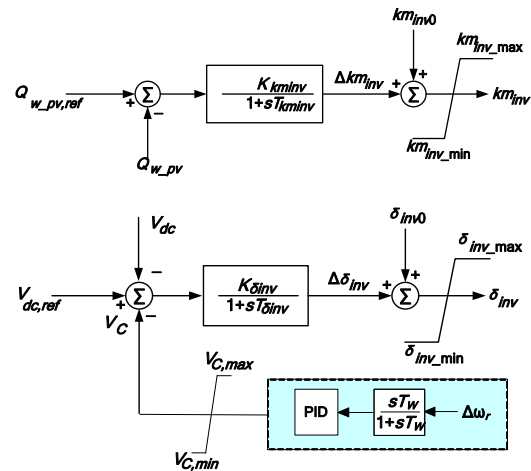 km_inv0
km_inv_max
Q_w_pv,ref
+
Σ
−
K_kminv
1+sT_kminv
Δkm_inv
+
+
Σ
km_inv
km_inv_min
Q_w_pv
V_dc
−
δ_inv0
δ_inv_max
V_dc,ref
+
Σ
−
V_C
K_δinv
1+sT_δinv
Δδ_inv
+
+
Σ
δ_inv
δ_inv_min
V_C,max
V_C,min
PID
sT_W
1+sT_W
Δω_r